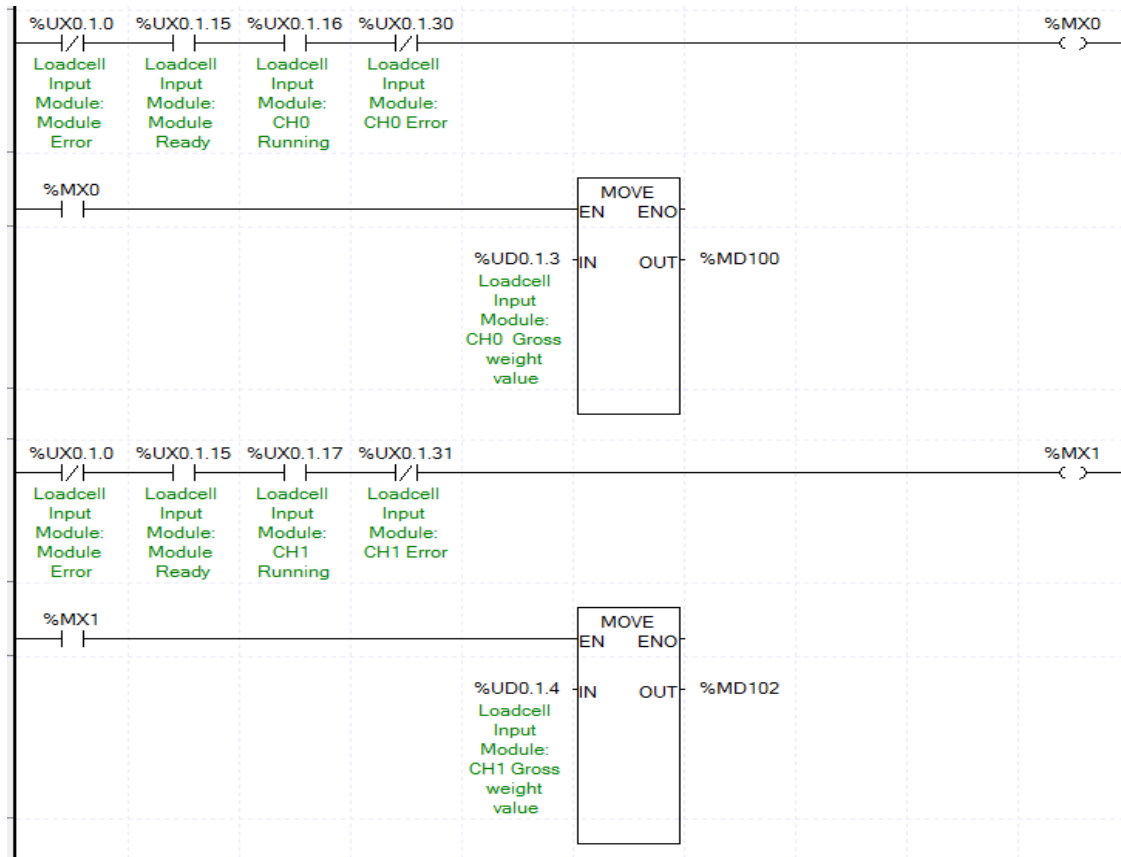 %UX0.1.0 %UX0.1.15 %UX0.1.16 %UX0.1.30 %MX0
Loadcell Loadcell Loadcell Loadcell
Input Input Input Input
Module: Module: Module: Module:
Module Module CH0 CH0 Error
Error Ready Running
%MX0 MOVE
EN ENO
%UD0.1.3 IN OUT %MD100
Loadcell
Input
Module:
CH0 Gross
weight
value
%UX0.1.0 %UX0.1.15 %UX0.1.17 %UX0.1.31 %MX1
Loadcell Loadcell Loadcell Loadcell
Input Input Input Input
Module: Module: Module: Module:
Module Module CH1 CH1 Error
Error Ready Running
%MX1 MOVE
EN ENO
%UD0.1.4 IN OUT %MD102
Loadcell
Input
Module:
CH1 Gross
weight
value